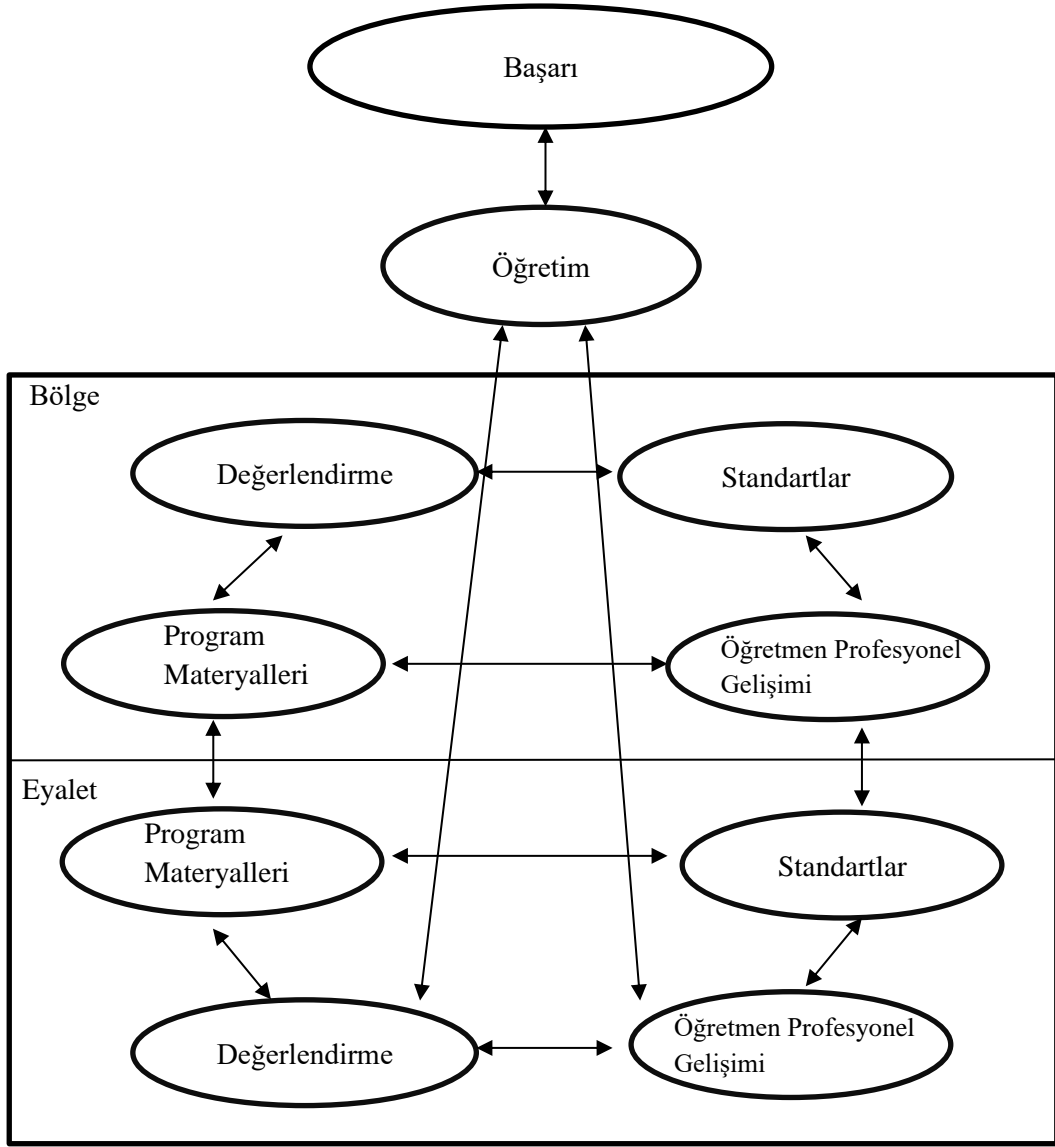 Başarı
Öğretim
Bölge
Değerlendirme
Standartlar
Program
Materyalleri
Öğretmen Profesyonel
Gelişimi
Eyalet
Program
Materyalleri
Standartlar
Değerlendirme
Öğretmen Profesyonel
Gelişimi